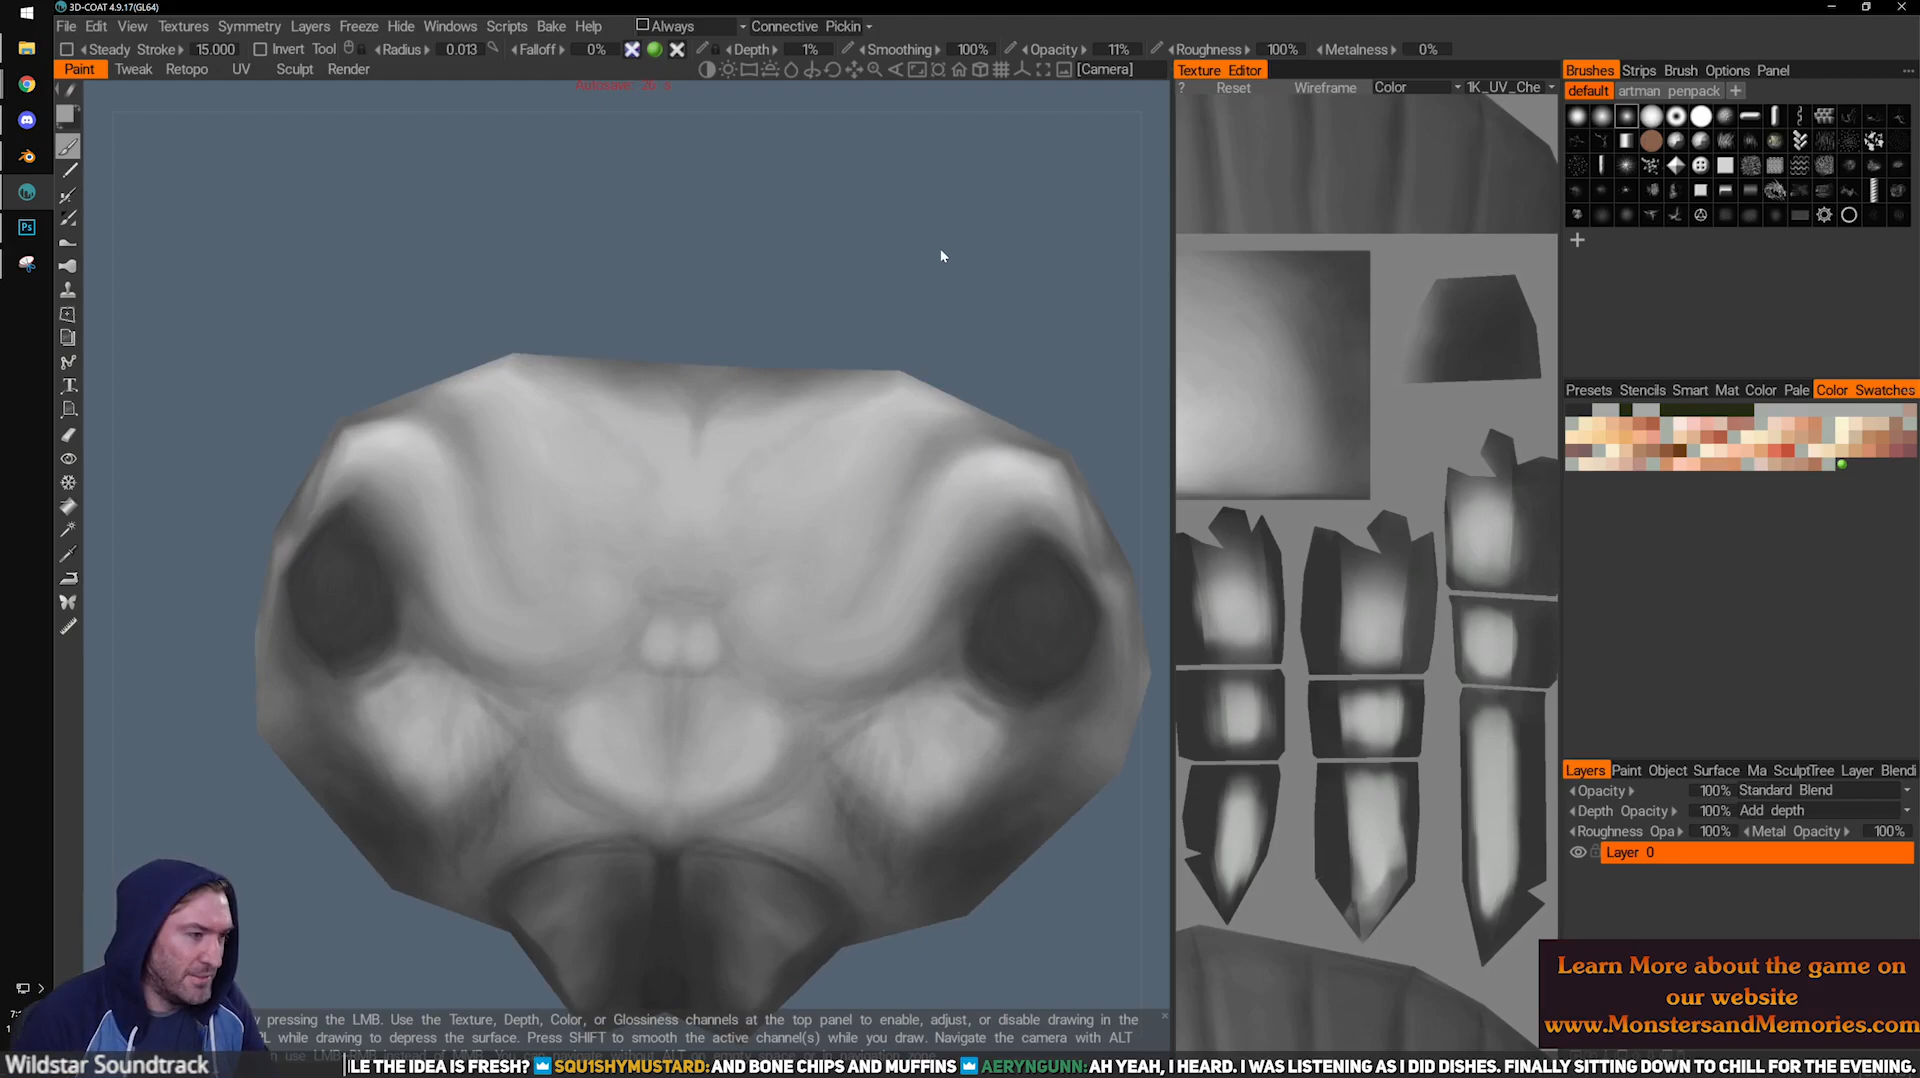 3D-COAT 4.9.17(GL64)
File Edit View Textures Symmetry Layers Freeze Hide Windows Scripts Bake Help Always Connective Pickin
Steady Stroke 15.000 Invert Tool Radius 0.013 Falloff 0% Depth 1% Smoothing 100% Opacity 11% Roughness 100% Metalness 0%
Paint Tweak Retopo UV Sculpt Render [Camera]
Autosave: 26 s
Texture Editor
? Reset Wireframe Color 1K_UV_Che
Brushes Strips Brush Options Panel
default artman penpack +
Presets Stencils Smart Mat Color Pale Color Swatches
Layers Paint Object Surface Ma SculptTree Layer Blendi
Opacity 100% Standard Blend
Depth Opacity 100% Add depth
Roughness Opa 100% Metal Opacity 100%
Layer 0
Learn More about the game on
our website
www.MonstersandMemories.com
y pressing the LMB. Use the Texture, Depth, Color, or Glossiness channels at the top panel to enable, adjust, or disable drawing in the
L while drawing to depress the surface. Press SHIFT to smooth the active channel(s) while you draw. Navigate the camera with ALT
Wildstar Soundtrack
LE THE IDEA IS FRESH? SQU1SHYMUSTARD: AND BONE CHIPS AND MUFFINS AERYNGUNN: AH YEAH, I HEARD. I WAS LISTENING AS I DID DISHES. FINALLY SITTING DOWN TO CHILL FOR THE EVENING.